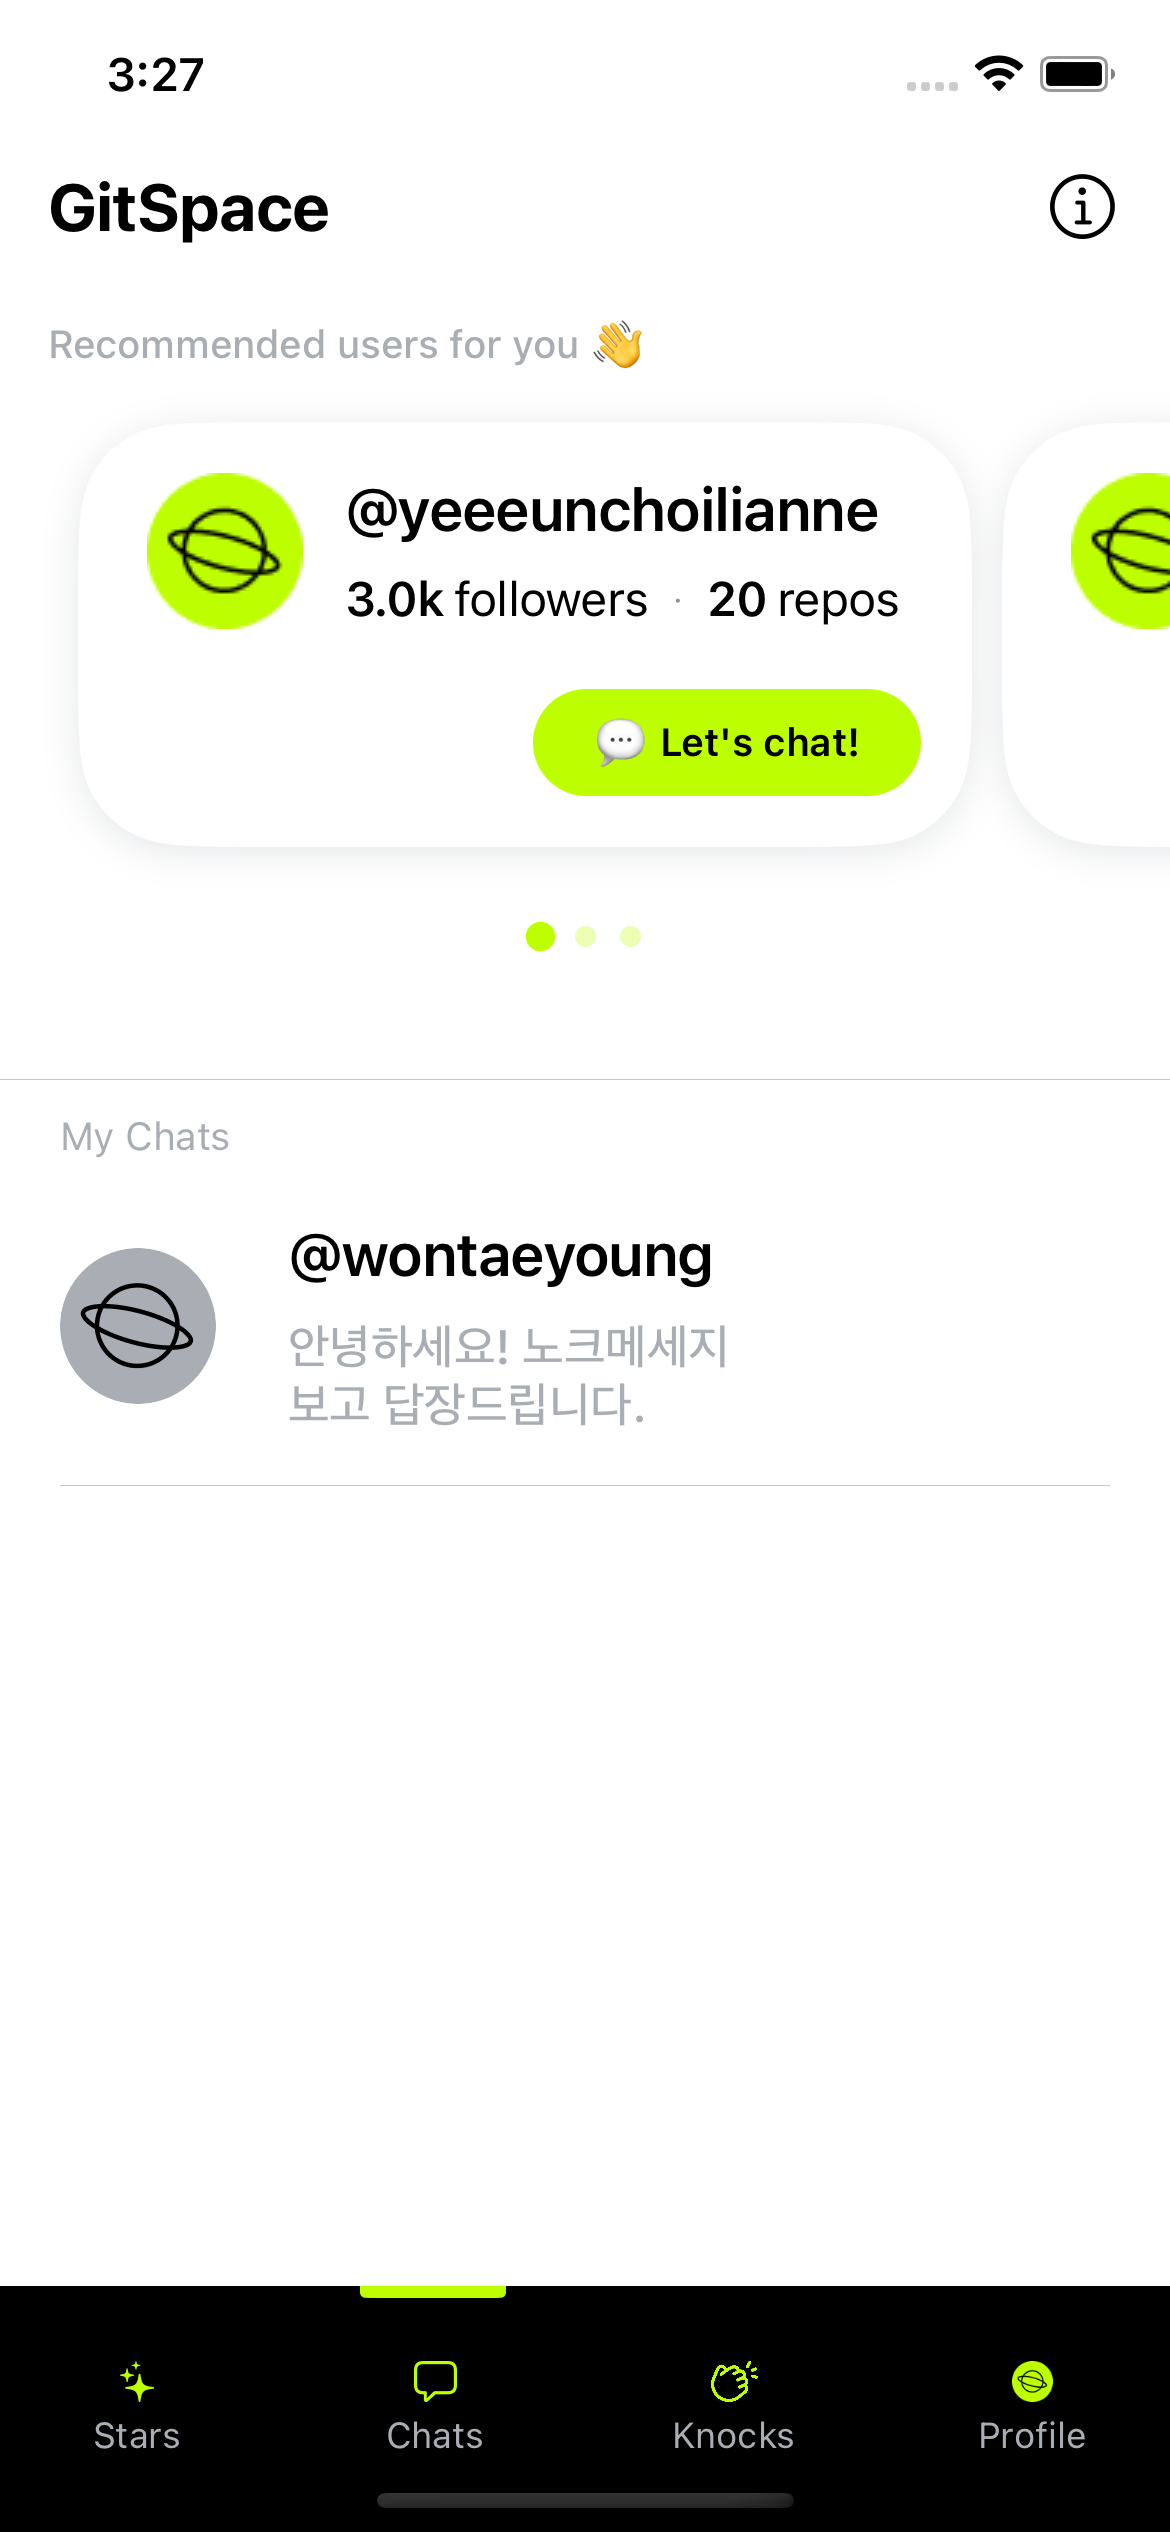 3:27
GitSpace
Recommended users for you 👋
@yeeeunchoilianne
3.0k followers · 20 repos
💬 Let's chat!
My Chats
@wontaeyoung
안녕하세요! 노크메세지
보고 답장드립니다.
Stars
Chats
Knocks
Profile